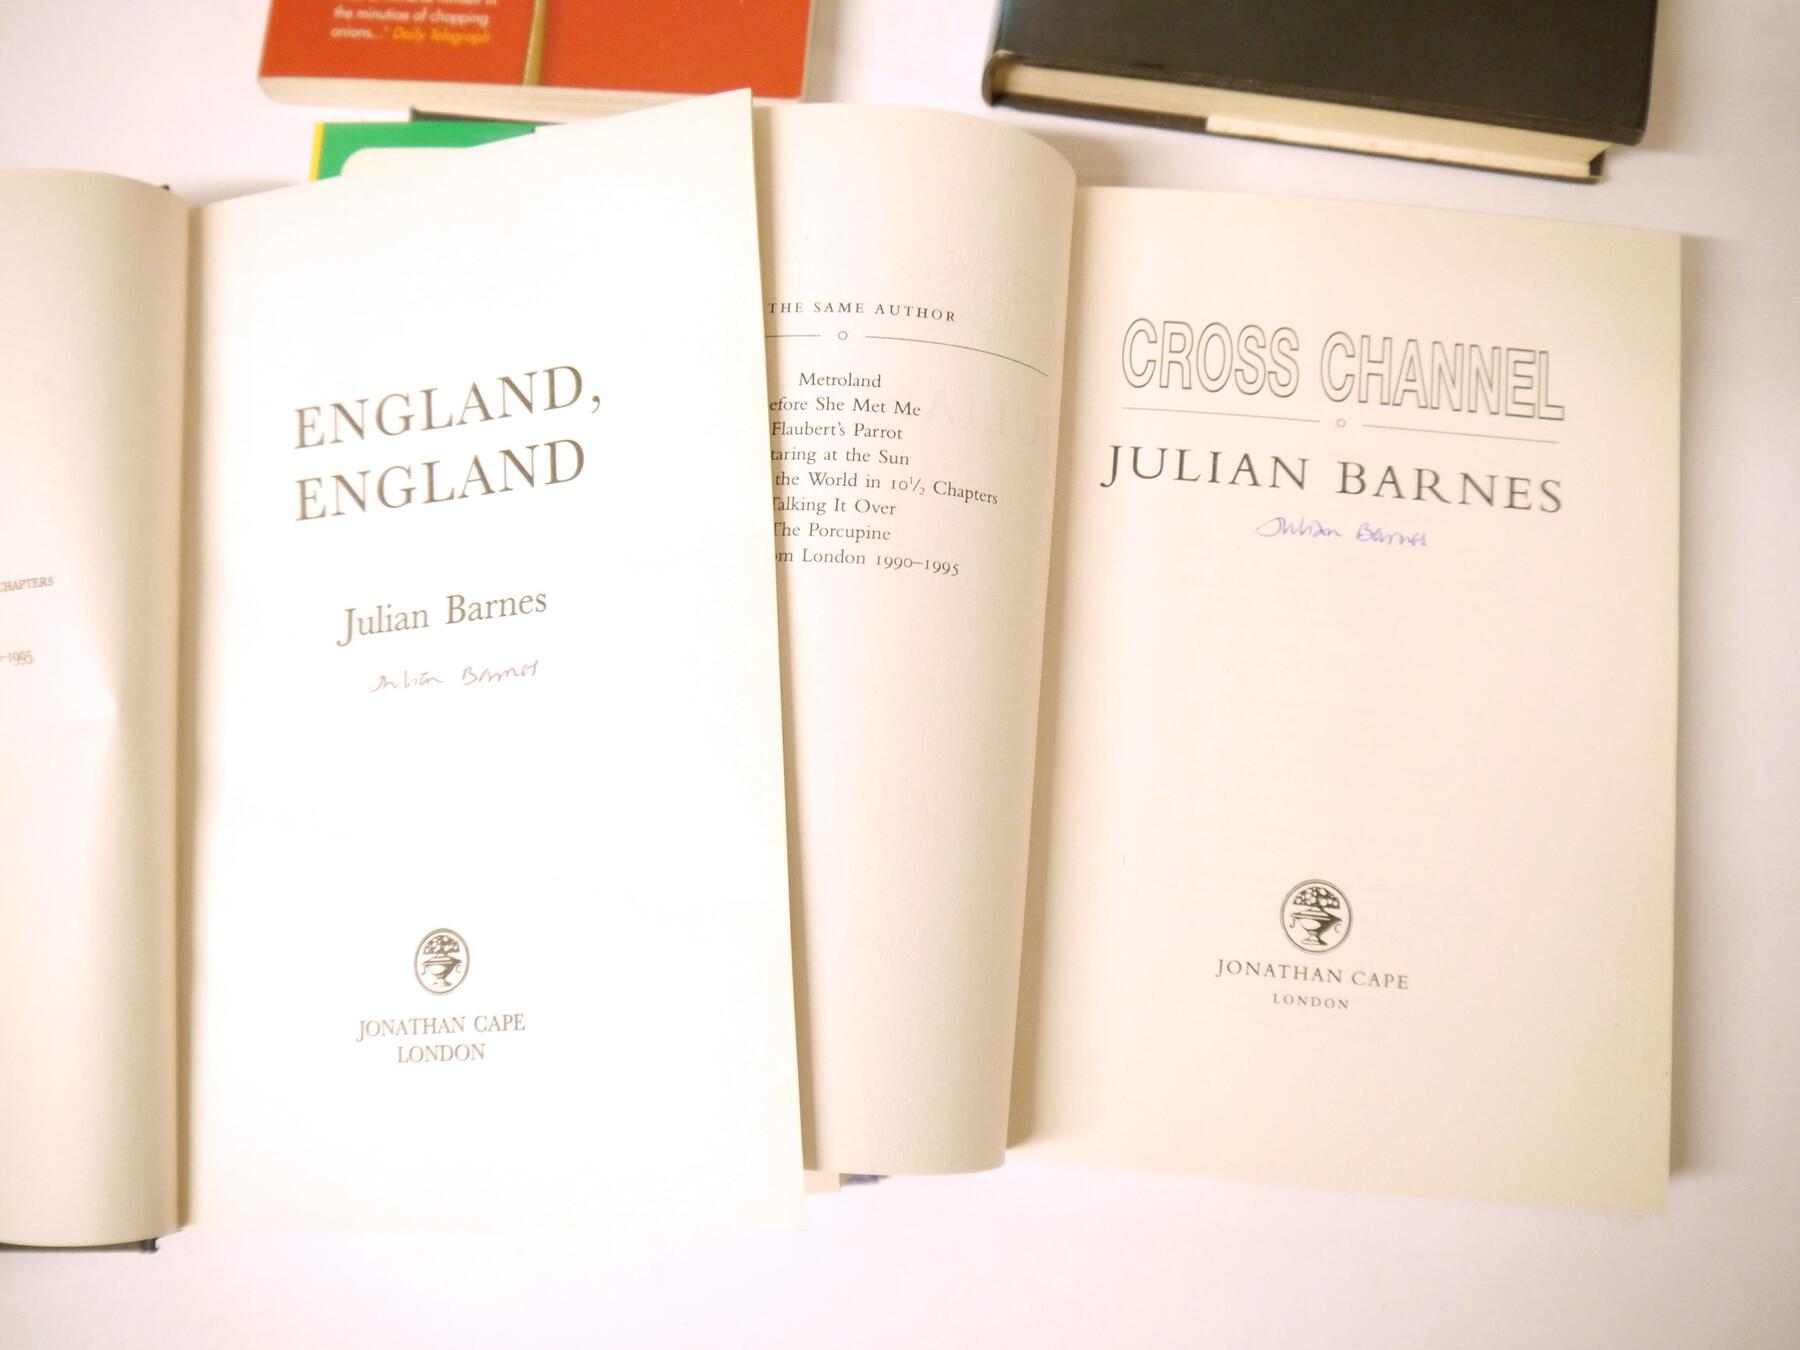 the minutiae of chopping
onions...' Daily Telegraph
CHAPTERS
-1995
ENGLAND,
ENGLAND
Julian Barnes
Julian Barnes
JONATHAN CAPE
LONDON
THE SAME AUTHOR
Metroland
efore She Met Me
Flaubert's Parrot
taring at the Sun
the World in 10½ Chapters
Talking It Over
The Porcupine
om London 1990–1995
CROSS CHANNEL
JULIAN BARNES
Julian Barnes
J C
JONATHAN CAPE
LONDON